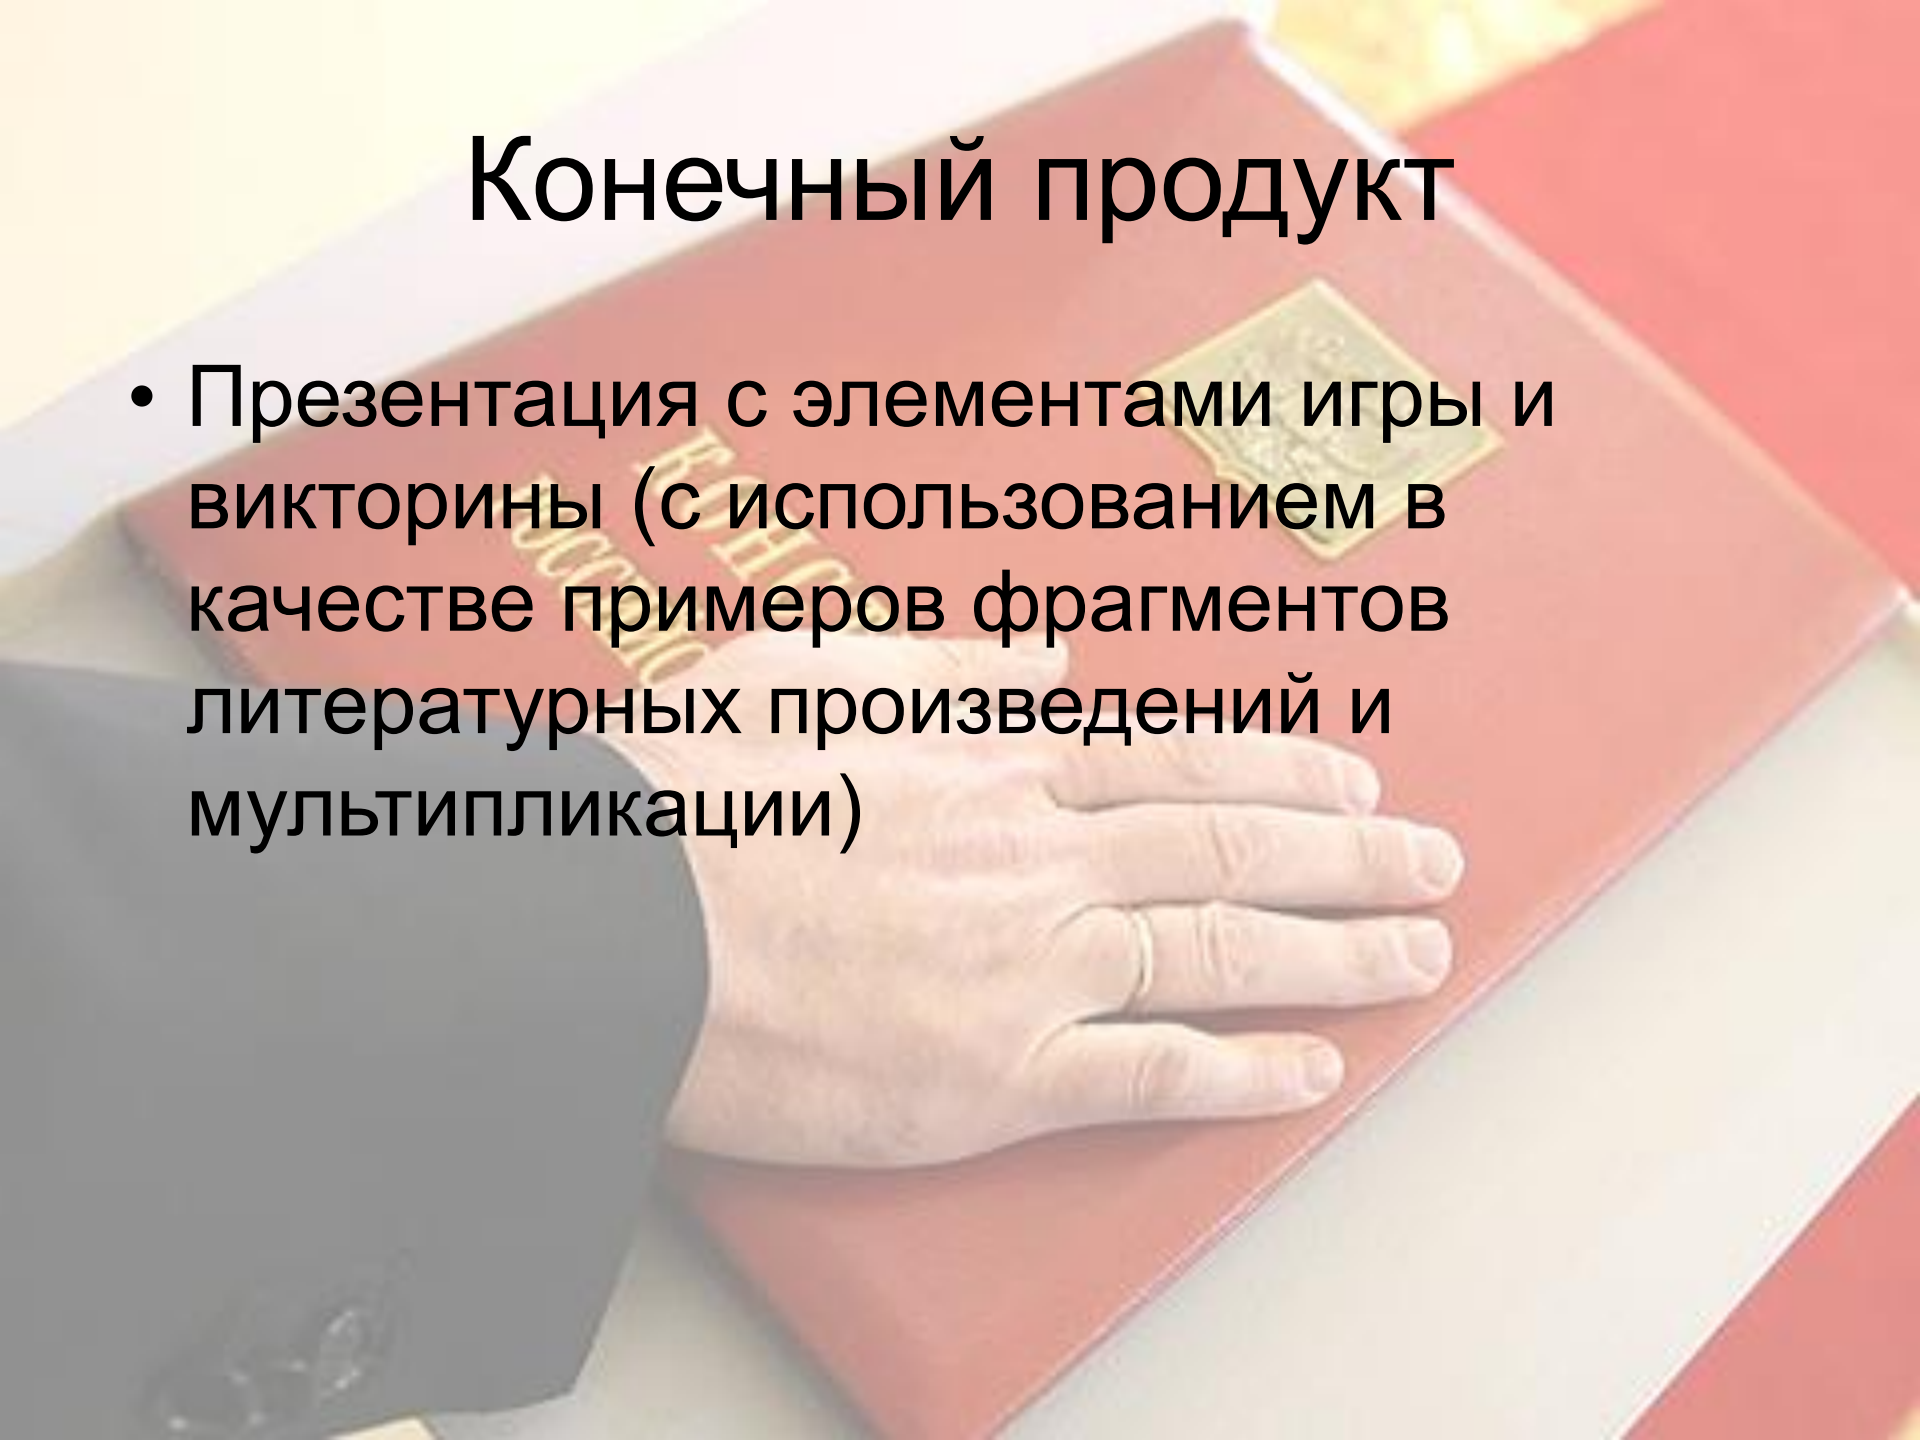 Конечный продукт
• Презентация с элементами игры и
викторины (с использованием в
качестве примеров фрагментов
литературных произведений и
мультипликации)